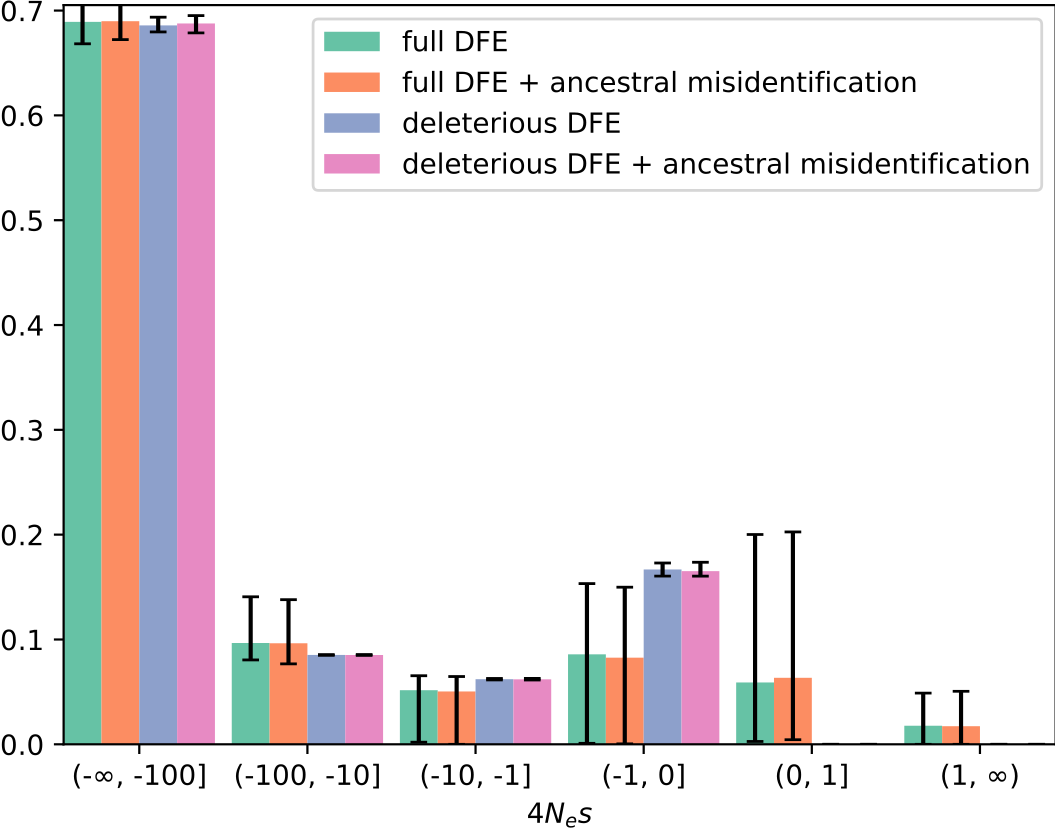 0.7
0.6
0.5
0.4
0.3
0.2
0.1
0.0
full DFE
full DFE + ancestral misidentification
deleterious DFE
deleterious DFE + ancestral misidentification
(-∞, -100] (-100, -10] (-10, -1] (-1, 0] (0, 1] (1, ∞)
4Nₑs